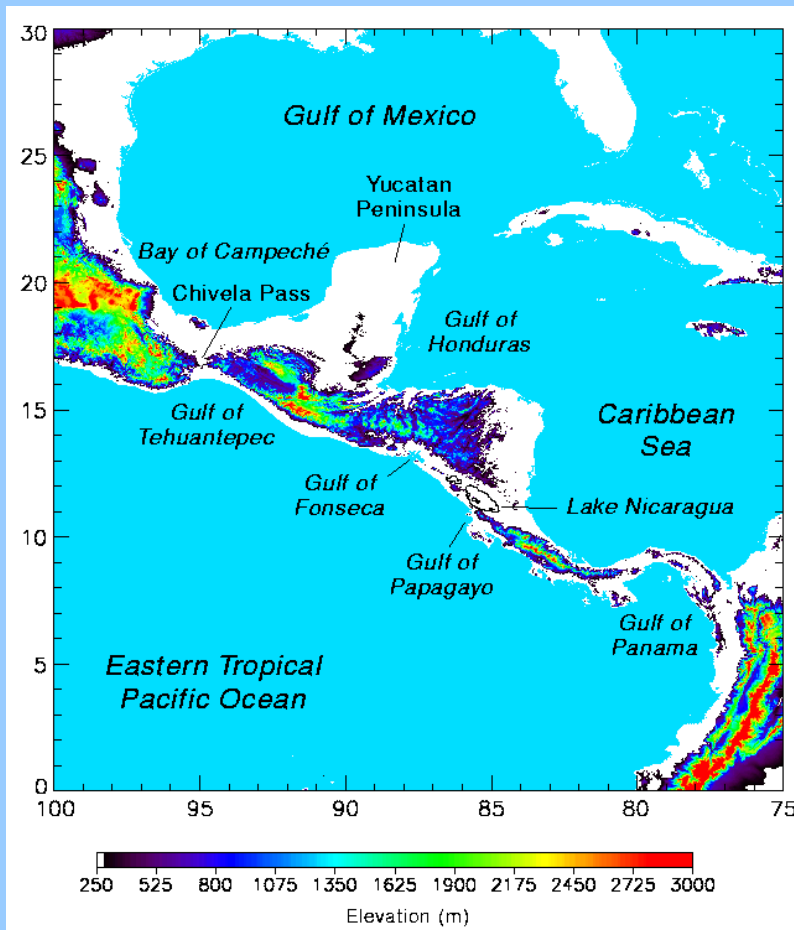 30
Gulf of Mexico
25
Yucatan
Peninsula
Bay of Campeché
20
Chivela Pass
Gulf of
Honduras
15
Gulf of
Tehuantepec
Caribbean
Sea
Gulf of
Fonseca
Lake Nicaragua
10
Gulf of
Papagayo
Gulf of
Panama
5
Eastern Tropical
Pacific Ocean
0
100 95 90 85 80 75
250 525 800 1075 1350 1625 1900 2175 2450 2725 3000
Elevation (m)